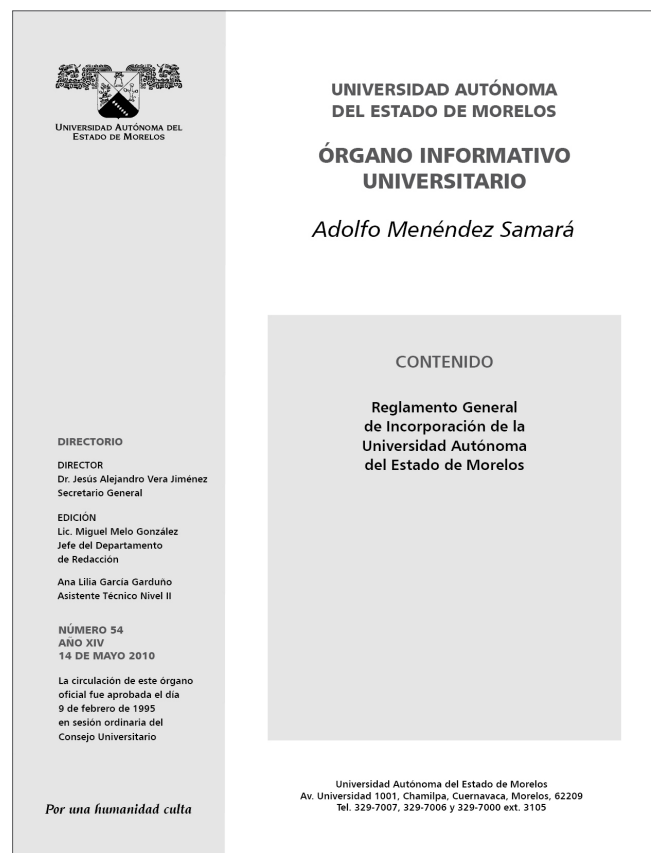 UNIVERSIDAD AUTÓNOMA DEL
ESTADO DE MORELOS
UNIVERSIDAD AUTÓNOMA
DEL ESTADO DE MORELOS
ÓRGANO INFORMATIVO
UNIVERSITARIO
Adolfo Menéndez Samará
CONTENIDO
Reglamento General
de Incorporación de la
Universidad Autónoma
del Estado de Morelos
DIRECTORIO
DIRECTOR
Dr. Jesús Alejandro Vera Jiménez
Secretario General
EDICIÓN
Lic. Miguel Melo González
Jefe del Departamento
de Redacción
Ana Lilia García Garduño
Asistente Técnico Nivel II
NÚMERO 54
AÑO XIV
14 DE MAYO 2010
La circulación de este órgano
oficial fue aprobada el día
9 de febrero de 1995
en sesión ordinaria del
Consejo Universitario
Por una humanidad culta
Universidad Autónoma del Estado de Morelos
Av. Universidad 1001, Chamilpa, Cuernavaca, Morelos, 62209
Tel. 329-7007, 329-7006 y 329-7000 ext. 3105